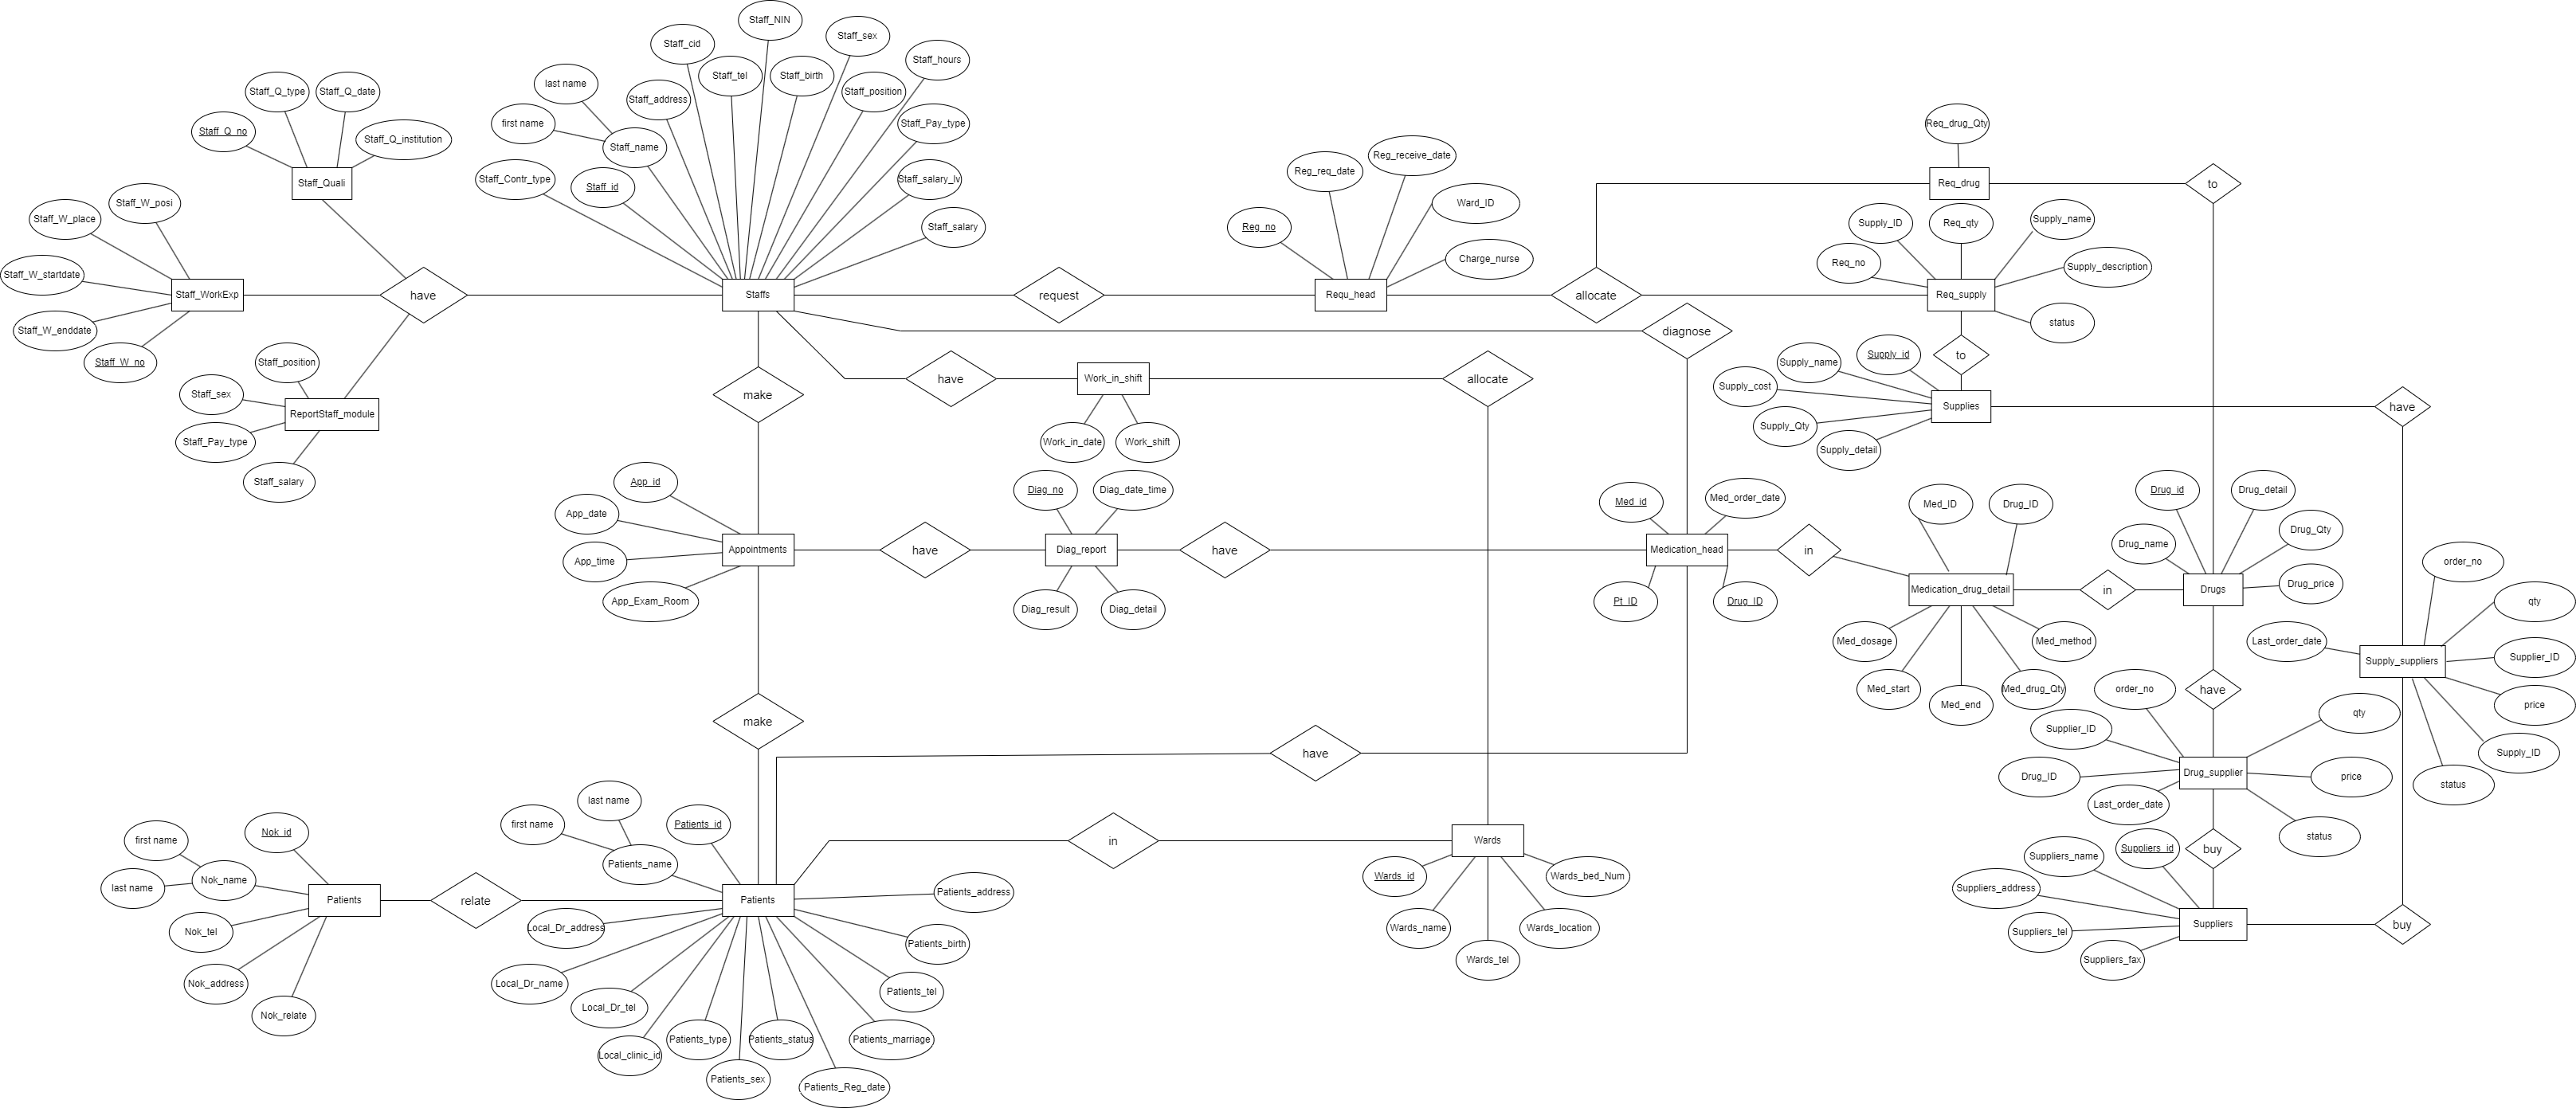 Staff_NIN
Staff_cid
Staff_sex
Staff_hours
Staff_tel
Staff_birth
last name
Staff_Q_type
Staff_Q_date
Staff_address
Staff_position
first name
Staff_Pay_type
Staff_Q_no
Staff_Q_institution
Staff_name
Req_drug_Qty
Reg_receive_date
Reg_req_date
Staff_Contr_type
Staff_id
Staff_salary_lv
Staff_Quali
Req_drug
to
Staff_W_posi
Staff_W_place
Ward_ID
Supply_ID
Req_qty
Supply_name
Staff_salary
Reg_no
Charge_nurse
Req_no
Supply_description
Staff_W_startdate
Staff_WorkExp
have
Staffs
request
Requ_head
allocate
Req_supply
status
Staff_W_enddate
diagnose
Staff_W_no
Staff_position
to
Supply_name
Supply_id
Work_in_shift
have
allocate
Supply_cost
Staff_sex
make
Supplies
have
ReportStaff_module
Supply_Qty
Staff_Pay_type
Work_in_date
Work_shift
Supply_detail
Staff_salary
App_id
Diag_no
Diag_date_time
Med_id
Med_order_date
Med_ID
Drug_ID
Drug_id
Drug_detail
App_date
Drug_Qty
Drug_name
Appointments
have
Diag_report
have
Medication_head
in
App_time
order_no
Drug_price
Medication_drug_detail
in
Drugs
App_Exam_Room
Diag_result
Diag_detail
Pt_ID
Drug_ID
qty
Med_dosage
Med_method
Last_order_date
Supply_suppliers
Supplier_ID
Med_start
Med_drug_Qty
order_no
have
Med_end
price
qty
make
Supplier_ID
have
Supply_ID
Drug_ID
Drug_supplier
price
status
last name
Last_order_date
first name
Patients_id
Nok_id
status
first name
in
Wards
Suppliers_id
buy
Suppliers_name
Patients_name
Nok_name
last name
Wards_id
Wards_bed_Num
Suppliers_address
Patients_address
Patients
relate
Patients
Suppliers
buy
Local_Dr_address
Wards_name
Wards_location
Nok_tel
Suppliers_tel
Patients_birth
Wards_tel
Suppliers_fax
Nok_address
Local_Dr_name
Patients_tel
Local_Dr_tel
Nok_relate
Patients_type
Patients_status
Patients_marriage
Local_clinic_id
Patients_sex
Patients_Reg_date